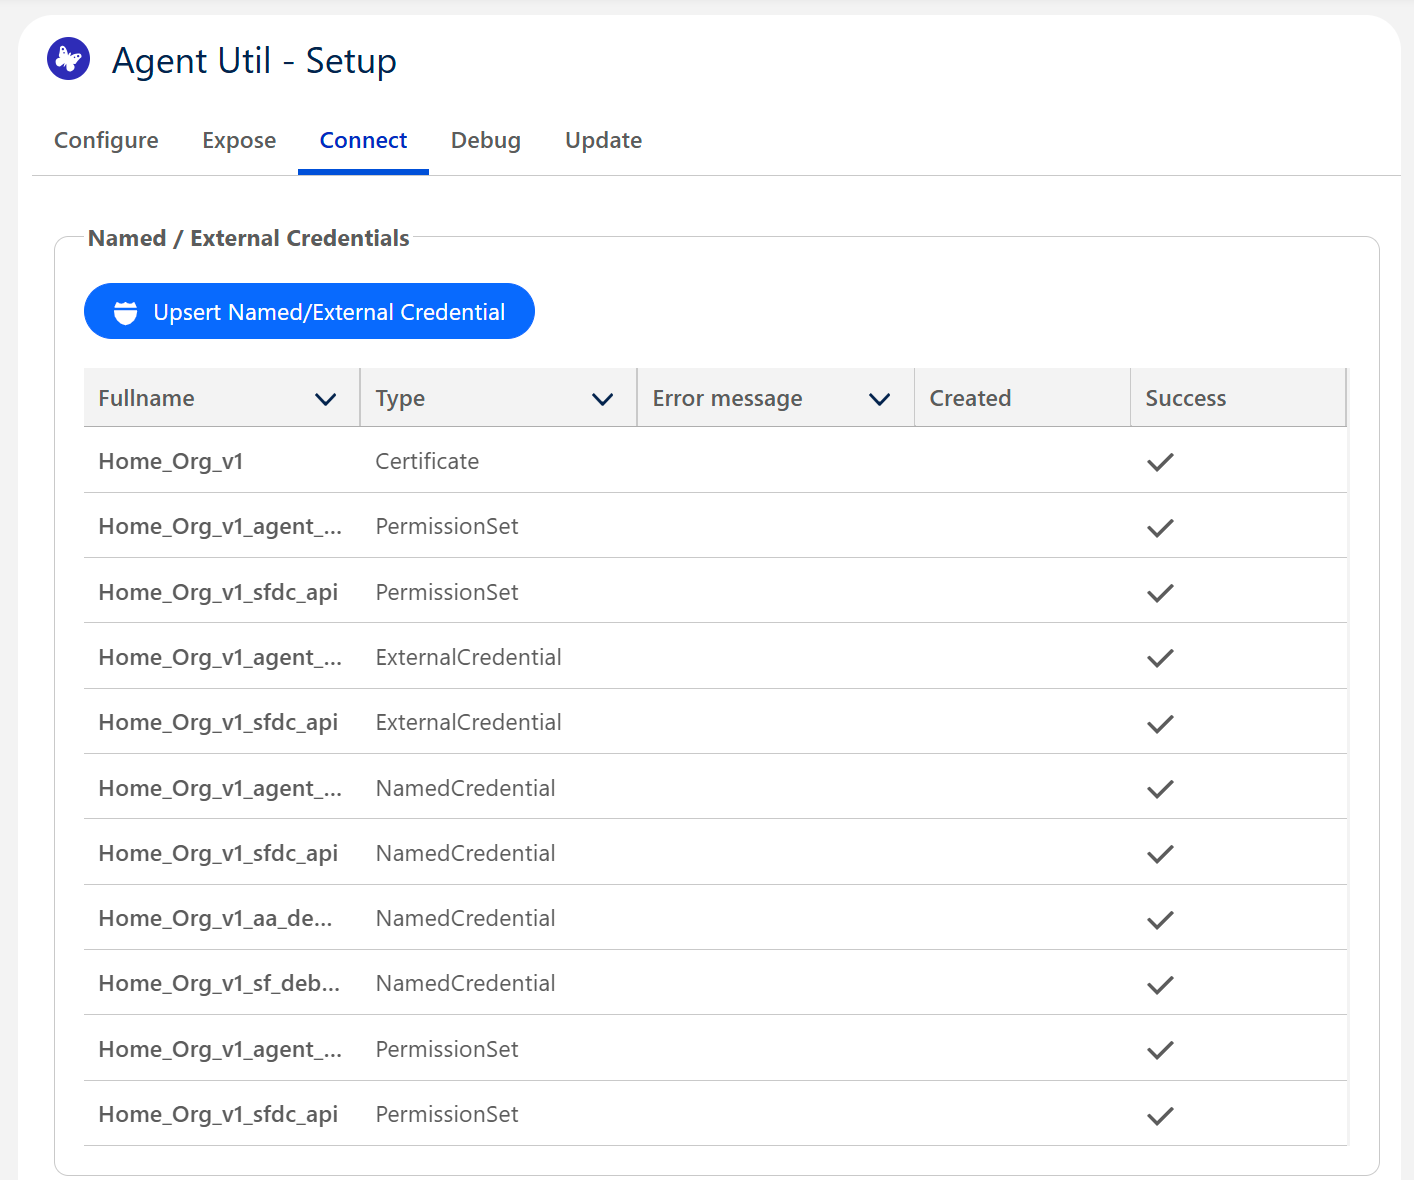 Agent Util - Setup
Configure Expose Connect Debug Update
Named / External Credentials
Upsert Named/External Credential
Fullname Type Error message Created Success
Home_Org_v1 Certificate
Home_Org_v1_agent_... PermissionSet
Home_Org_v1_sfdc_api PermissionSet
Home_Org_v1_agent_... ExternalCredential
Home_Org_v1_sfdc_api ExternalCredential
Home_Org_v1_agent_... NamedCredential
Home_Org_v1_sfdc_api NamedCredential
Home_Org_v1_aa_de... NamedCredential
Home_Org_v1_sf_deb... NamedCredential
Home_Org_v1_agent_... PermissionSet
Home_Org_v1_sfdc_api PermissionSet